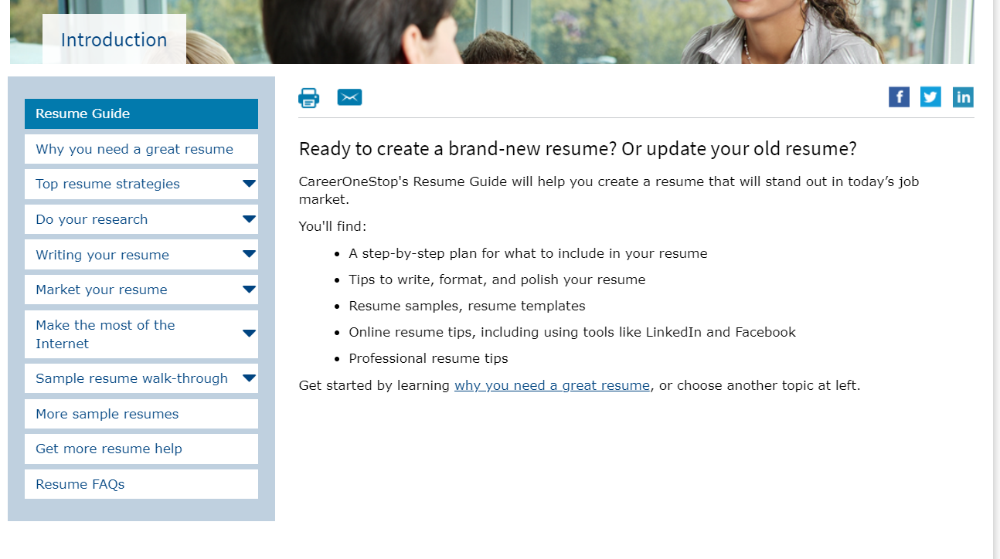 Introduction
Resume Guide
Why you need a great resume
Top resume strategies
Do your research
Writing your resume
Market your resume
Make the most of the
Internet
Sample resume walk-through
More sample resumes
Get more resume help
Resume FAQs
f
in
Ready to create a brand-new resume? Or update your old resume?
CareerOneStop's Resume Guide will help you create a resume that will stand out in today’s job
market.
You'll find:
• A step-by-step plan for what to include in your resume
• Tips to write, format, and polish your resume
• Resume samples, resume templates
• Online resume tips, including using tools like LinkedIn and Facebook
• Professional resume tips
Get started by learning why you need a great resume, or choose another topic at left.